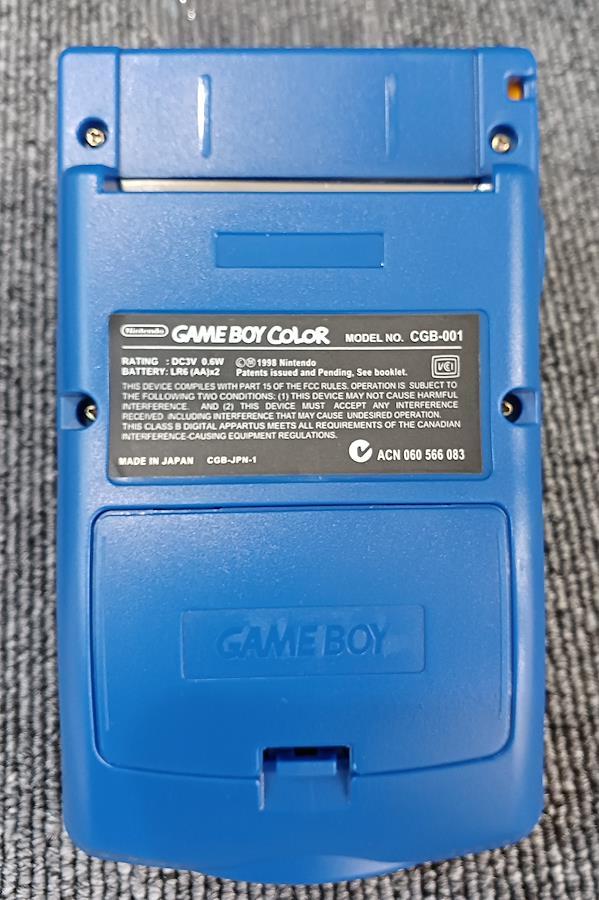 Nintendo GAME BOY COLOR MODEL NO. CGB-001
RATING : DC3V 0.6W ©Ⓜ1998 Nintendo
BATTERY: LR6 (AA)x2 Patents issued and Pending, See booklet.
VCI
THIS DEVICE COMPLIES WITH PART 15 OF THE FCC RULES. OPERATION IS SUBJECT TO
THE FOLLOWING TWO CONDITIONS: (1) THIS DEVICE MAY NOT CAUSE HARMFUL
INTERFERENCE. AND (2) THIS DEVICE MUST ACCEPT ANY INTERFERENCE
RECEIVED. INCLUDING INTERFERENCE THAT MAY CAUSE UNDESIRED OPERATION.
THIS CLASS B DIGITAL APPARTUS MEETS ALL REQUIREMENTS OF THE CANADIAN
INTERFERENCE-CAUSING EQUIPMENT REGULATIONS.
MADE IN JAPAN CGB-JPN-1 ACN 060 566 083
GAME BOY